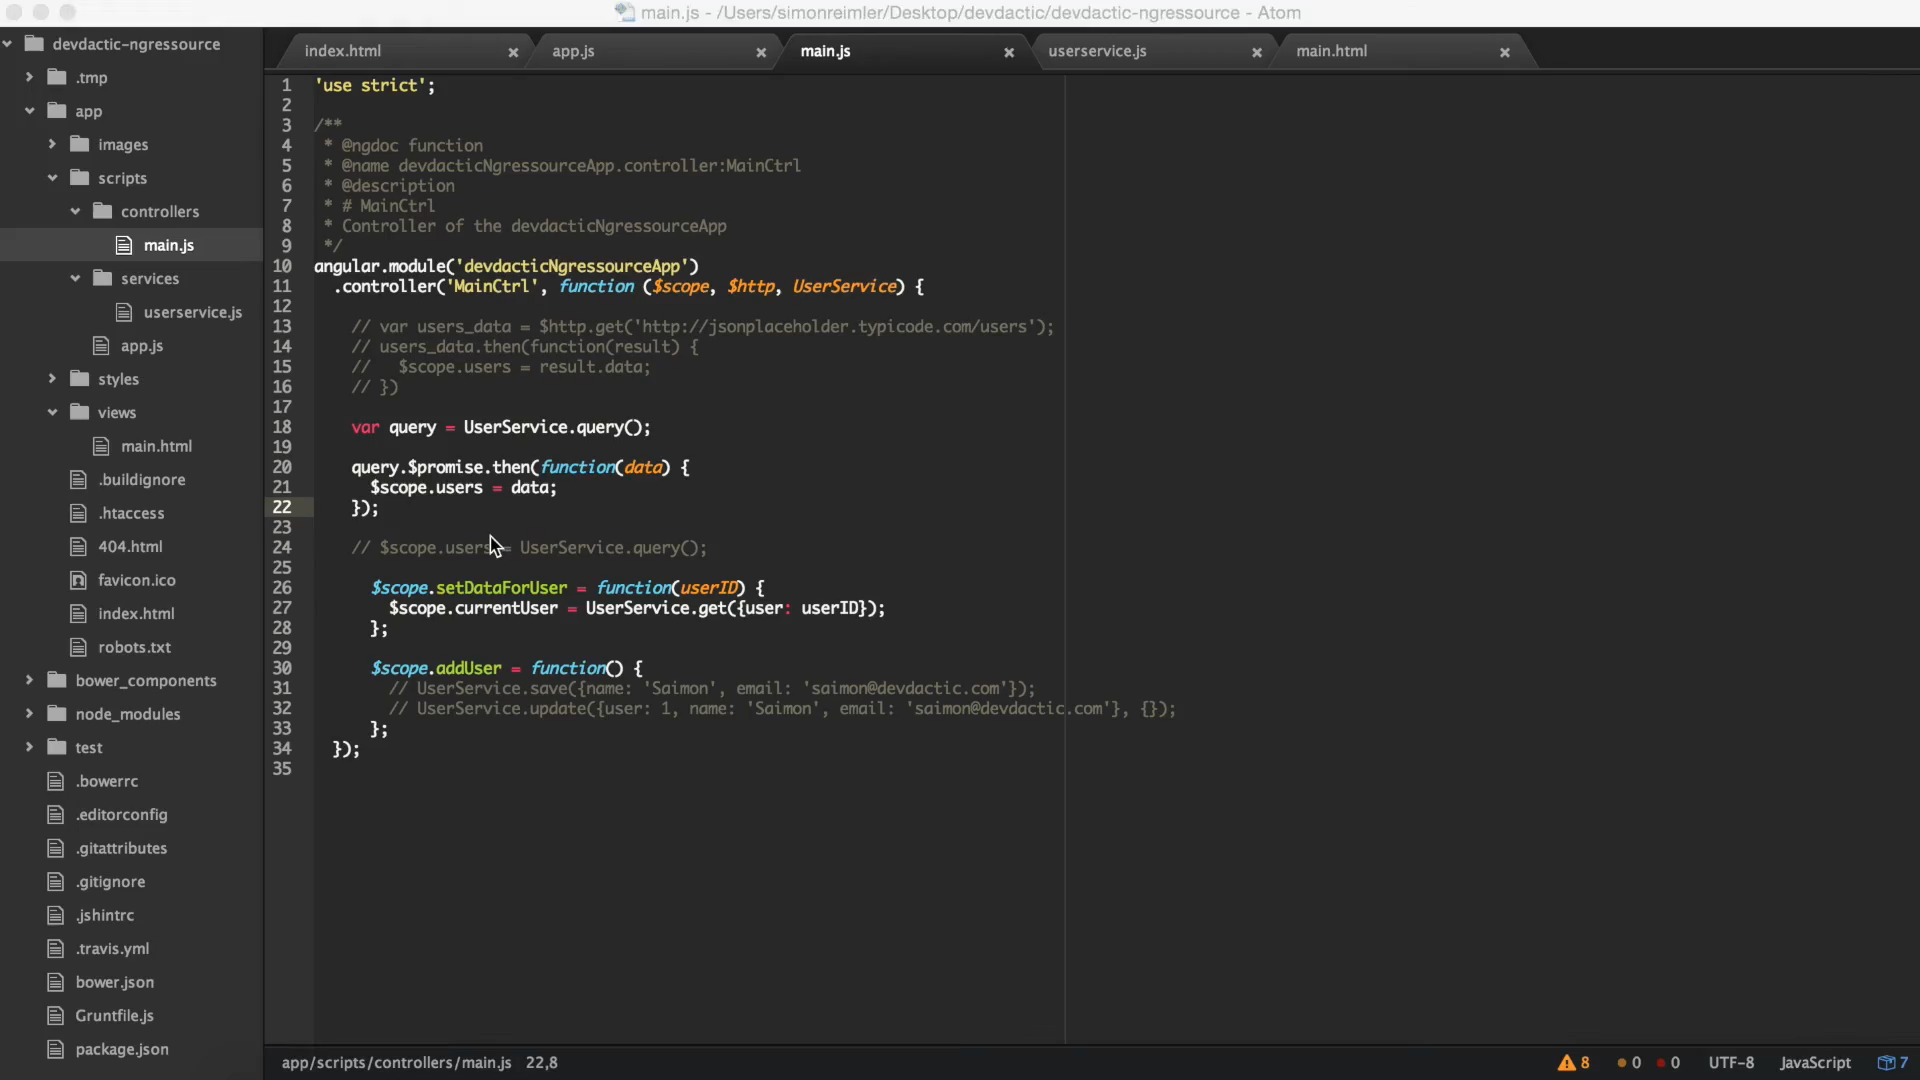 main.js - /Users/simonreimler/Desktop/devdactic/devdactic-ngressource - Atom
devdactic-ngressource
.tmp
app
images
scripts
controllers
main.js
services
userservice.js
app.js
styles
views
main.html
.buildignore
.htaccess
404.html
favicon.ico
index.html
robots.txt
bower_components
node_modules
test
.bowerrc
.editorconfig
.gitattributes
.gitignore
.jshintrc
.travis.yml
bower.json
Gruntfile.js
package.json
index.html
app.js
main.js
userservice.js
main.html
1 'use strict';
2
3 /**
4 * @ngdoc function
5 * @name devdacticNgressourceApp.controller:MainCtrl
6 * @description
7 * # MainCtrl
8 * Controller of the devdacticNgressourceApp
9 */
10 angular.module('devdacticNgressourceApp')
11 .controller('MainCtrl', function ($scope, $http, UserService) {
12
13 // var users_data = $http.get('http://jsonplaceholder.typicode.com/users');
14 // users_data.then(function(result) {
15 //   $scope.users = result.data;
16 // })
17
18 var query = UserService.query();
19
20 query.$promise.then(function(data) {
21 $scope.users = data;
22 });
23
24 // $scope.users = UserService.query();
25
26 $scope.setDataForUser = function(userID) {
27 $scope.currentUser = UserService.get({user: userID});
28 };
29
30 $scope.addUser = function() {
31 // UserService.save({name: 'Saimon', email: 'saimon@devdactic.com'});
32 // UserService.update({user: 1, name: 'Saimon', email: 'saimon@devdactic.com'}, {});
33 };
34 });
35
app/scripts/controllers/main.js 22,8
8 0 0 UTF-8 JavaScript 7